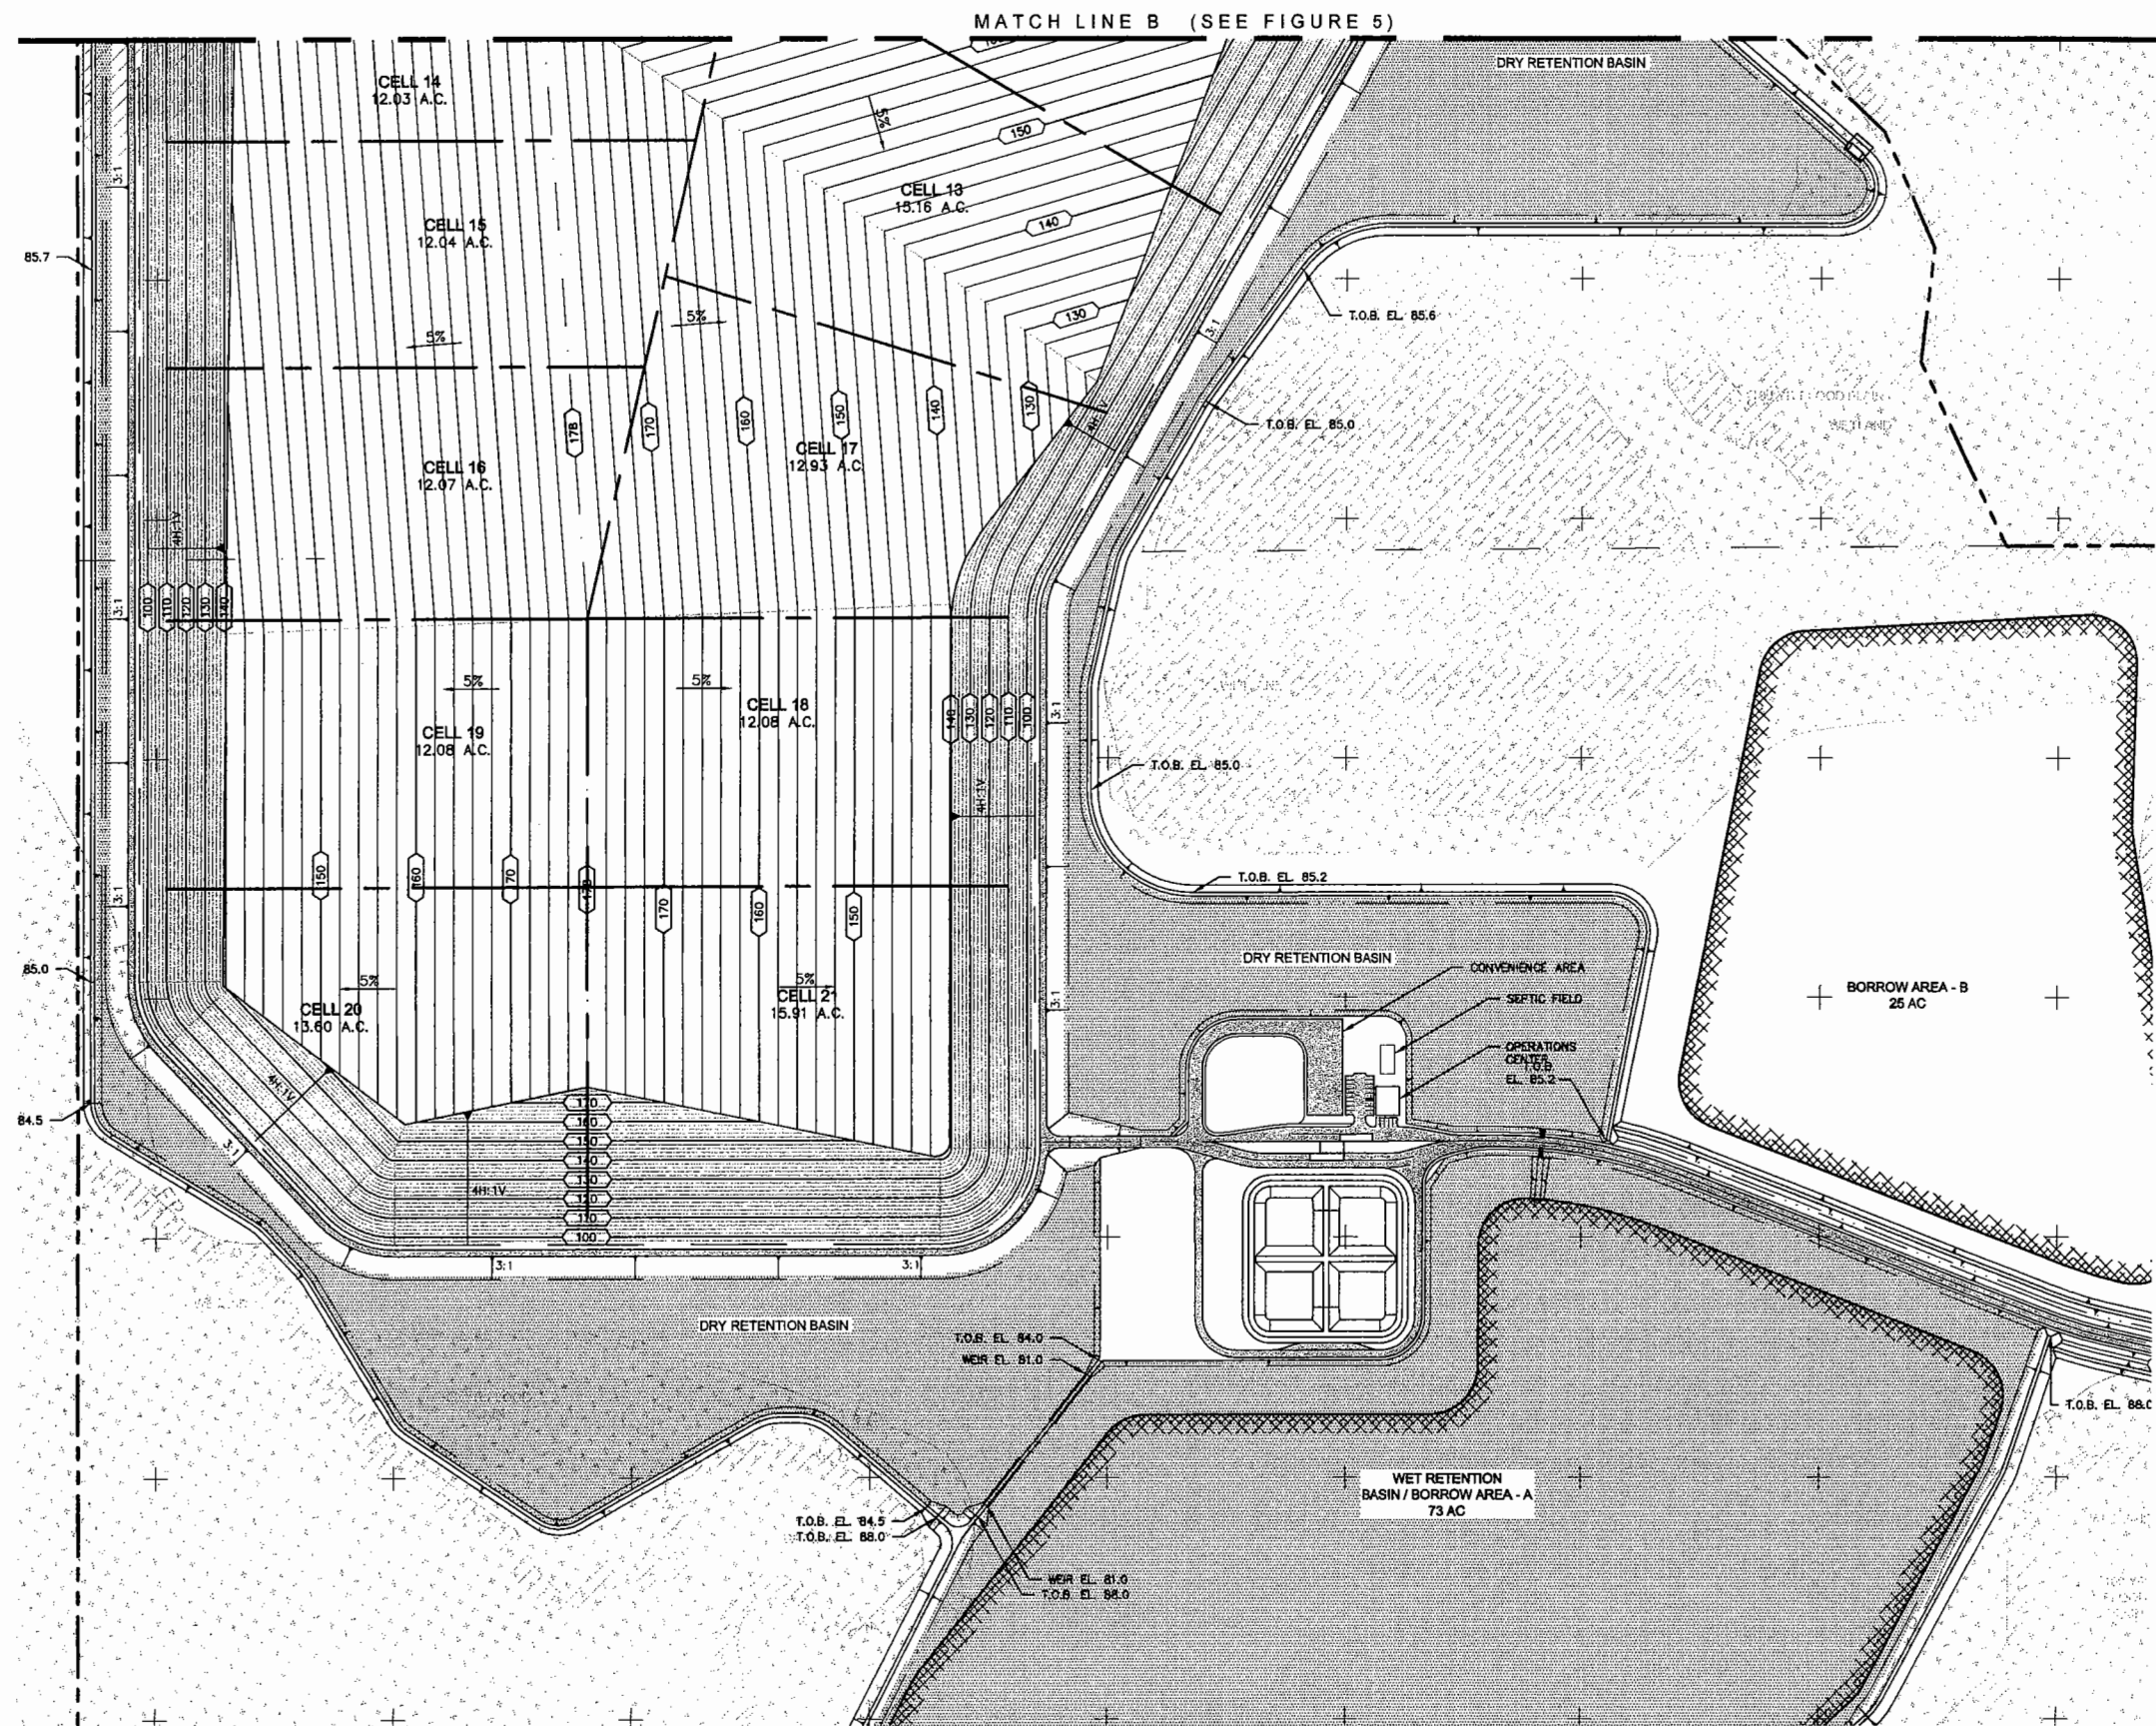 MATCH LINE B (SEE FIGURE 5)
DRY RETENTION BASIN
CELL 14
12.03 A.C.
5%
150
CELL 13
15.16 A.C.
3:1
CELL 15
12.04 A.C.
140
85.7
130
T.O.B. EL. 85.6
5%
5%
3:1
178
170
160
150
140
130
T.O.B. EL. 85.0
4H:1V
CELL 17
12.93 A.C.
CELL 16
12.07 A.C.
WETLAND
4H:1V
3:1
100
110
120
130
140
5%
5%
CELL 18
12.08 A.C.
CELL 19
12.08 A.C.
140
130
120
110
100
3:1
T.O.B. EL. 85.0
4H:1V
150
160
170
178
170
160
150
3:1
T.O.B. EL. 85.2
DRY RETENTION BASIN
CONVENIENCE AREA
85.0
5%
5%
SEPTIC FIELD
3:1
BORROW AREA - B
25 AC
CELL 20
13.60 A.C.
CELL 21
15.91 A.C.
OPERATIONS
CENTER
T.O.B.
EL. 85.2
4H:1V
84.5
3:1
170
160
150
140
130
120
110
100
4H:1V
3:1
3:1
DRY RETENTION BASIN
T.O.B. EL. 84.0
WEIR EL. 81.0
T.O.B. EL. 88.0
WET RETENTION
BASIN / BORROW AREA - A
73 AC
T.O.B. EL. 84.5
T.O.B. EL. 88.0
WEIR EL. 81.0
T.O.B. EL. 88.0